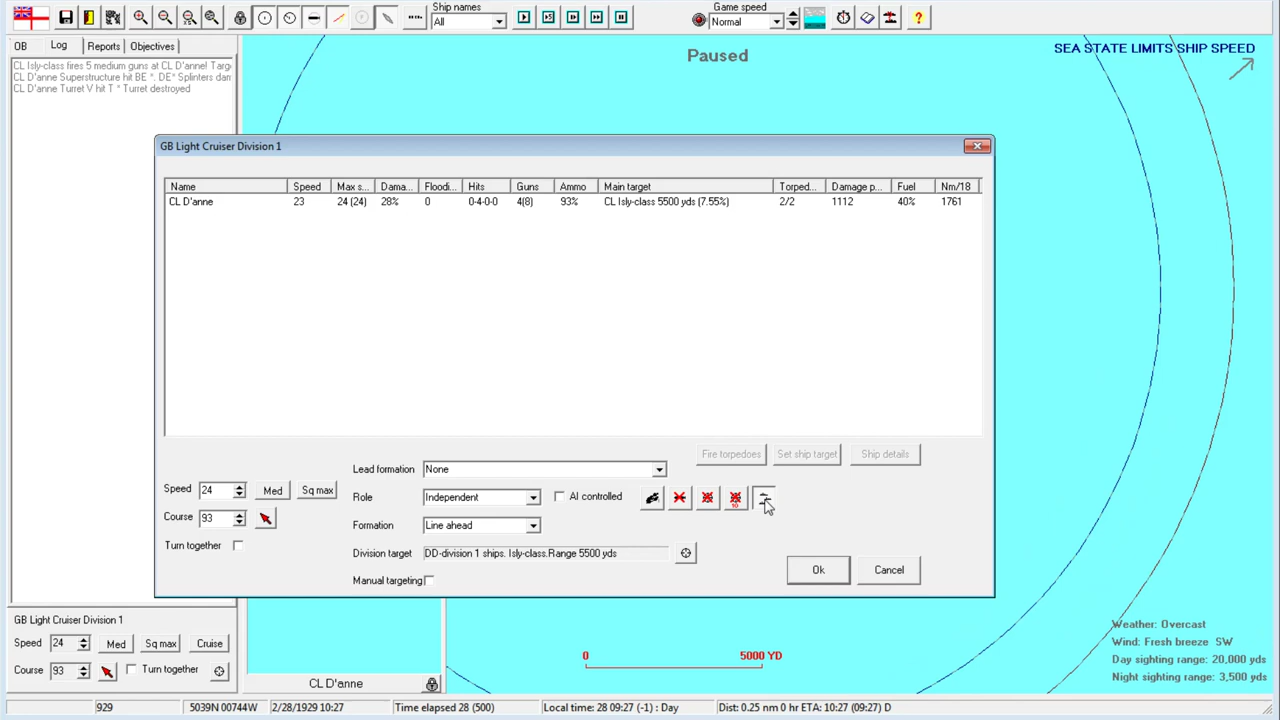 Ship names
All
Game speed
Normal
OB Log Reports Objectives
CL Isly-class fires 5 medium guns at CL D'anne! Targ
CL D'anne Superstructure hit BE *. DE* Splinters dam
CL D'anne Turret V hit T * Turret destroyed
Paused
SEA STATE LIMITS SHIP SPEED
GB Light Cruiser Division 1
Name Speed Max s... Dama... Floodi... Hits Guns Ammo Main target Torped... Damage p... Fuel Nm/18
CL D'anne 23 24 (24) 28% 0 0-4-0-0 4(8) 93% CL Isly-class 5500 yds (7.55%) 2/2 1112 40% 1761
Fire torpedoes Set ship target Ship details
Lead formation None
Speed 24 Med Sq max
Role Independent AI controlled
10
Course 93
Formation Line ahead
Turn together
Division target DD-division 1 ships. Isly-class.Range 5500 yds
Manual targeting
Ok Cancel
GB Light Cruiser Division 1
Speed 24 Med Sq max Cruise
Course 93 Turn together
CL D'anne
0 5000 YD
Weather: Overcast
Wind: Fresh breeze SW
Day sighting range: 20,000 yds
Night sighting range: 3,500 yds
929 5039N 00744W 2/28/1929 10:27 Time elapsed 28 (500) Local time: 28 09:27 (-1) : Day Dist: 0.25 nm 0 hr ETA: 10:27 (09:27) D